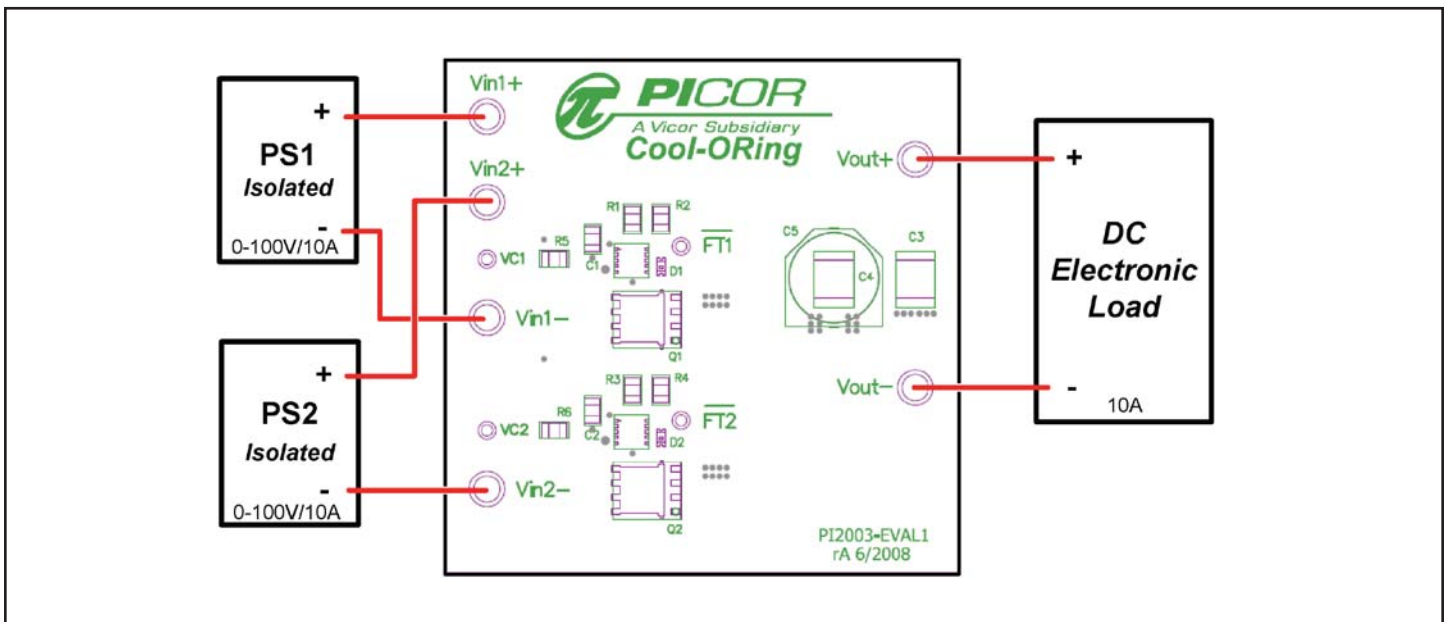 PS1
Isolated
+
-
0-100V/10A
PS2
Isolated
+
-
0-100V/10A
Vin1+
Vin2+
VC1
Vin1-
VC2
Vin2-
π PICOR
A Vicor Subsidiary
Cool-ORing
R1 R2
R5
C1
FT1
D1
Q1
R3 R4
R6
C2
FT2
D2
Q2
C5
C4
C3
Vout+
Vout-
PI2003-EVAL1
rA 6/2008
+
DC
Electronic
Load
-
10A